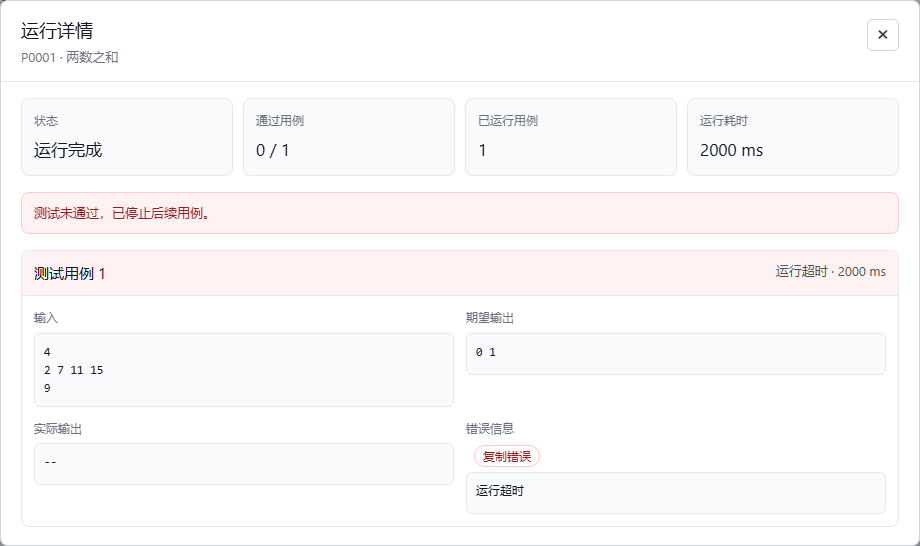 运行详情
P0001 · 两数之和
×
状态
运行完成
通过用例
0 / 1
已运行用例
1
运行耗时
2000 ms
测试未通过，已停止后续用例。
测试用例 1
运行超时 · 2000 ms
输入
4
2 7 11 15
9
期望输出
0 1
实际输出
--
错误信息
复制错误
运行超时